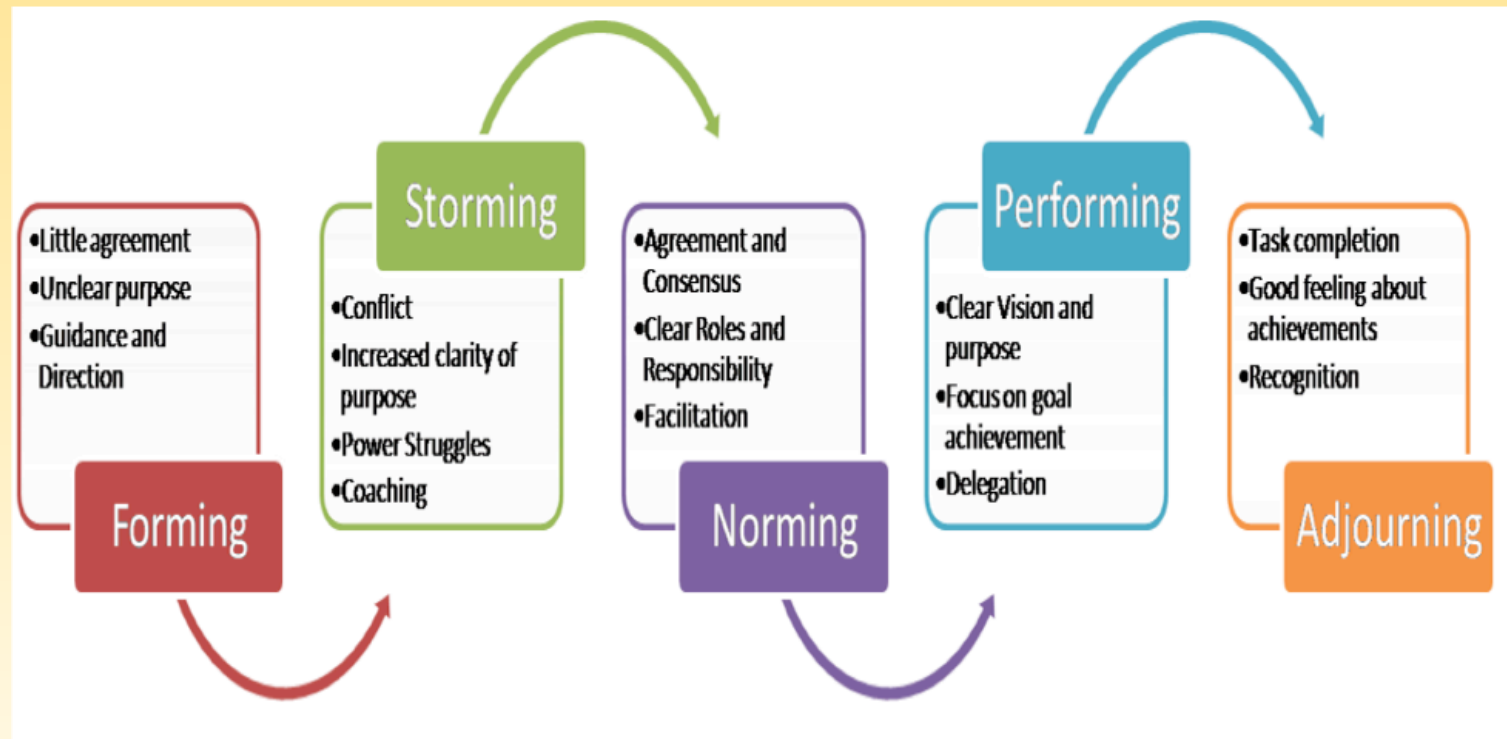 •Little agreement
•Unclear purpose
•Guidance and
Direction
Forming
Storming
•Conflict
•Increased clarity of
purpose
•Power Struggles
•Coaching
•Agreement and
Consensus
•Clear Roles and
Responsibility
•Facilitation
Norming
Performing
•Clear Vision and
purpose
•Focus on goal
achievement
•Delegation
•Task completion
•Good feeling about
achievements
•Recognition
Adjourning